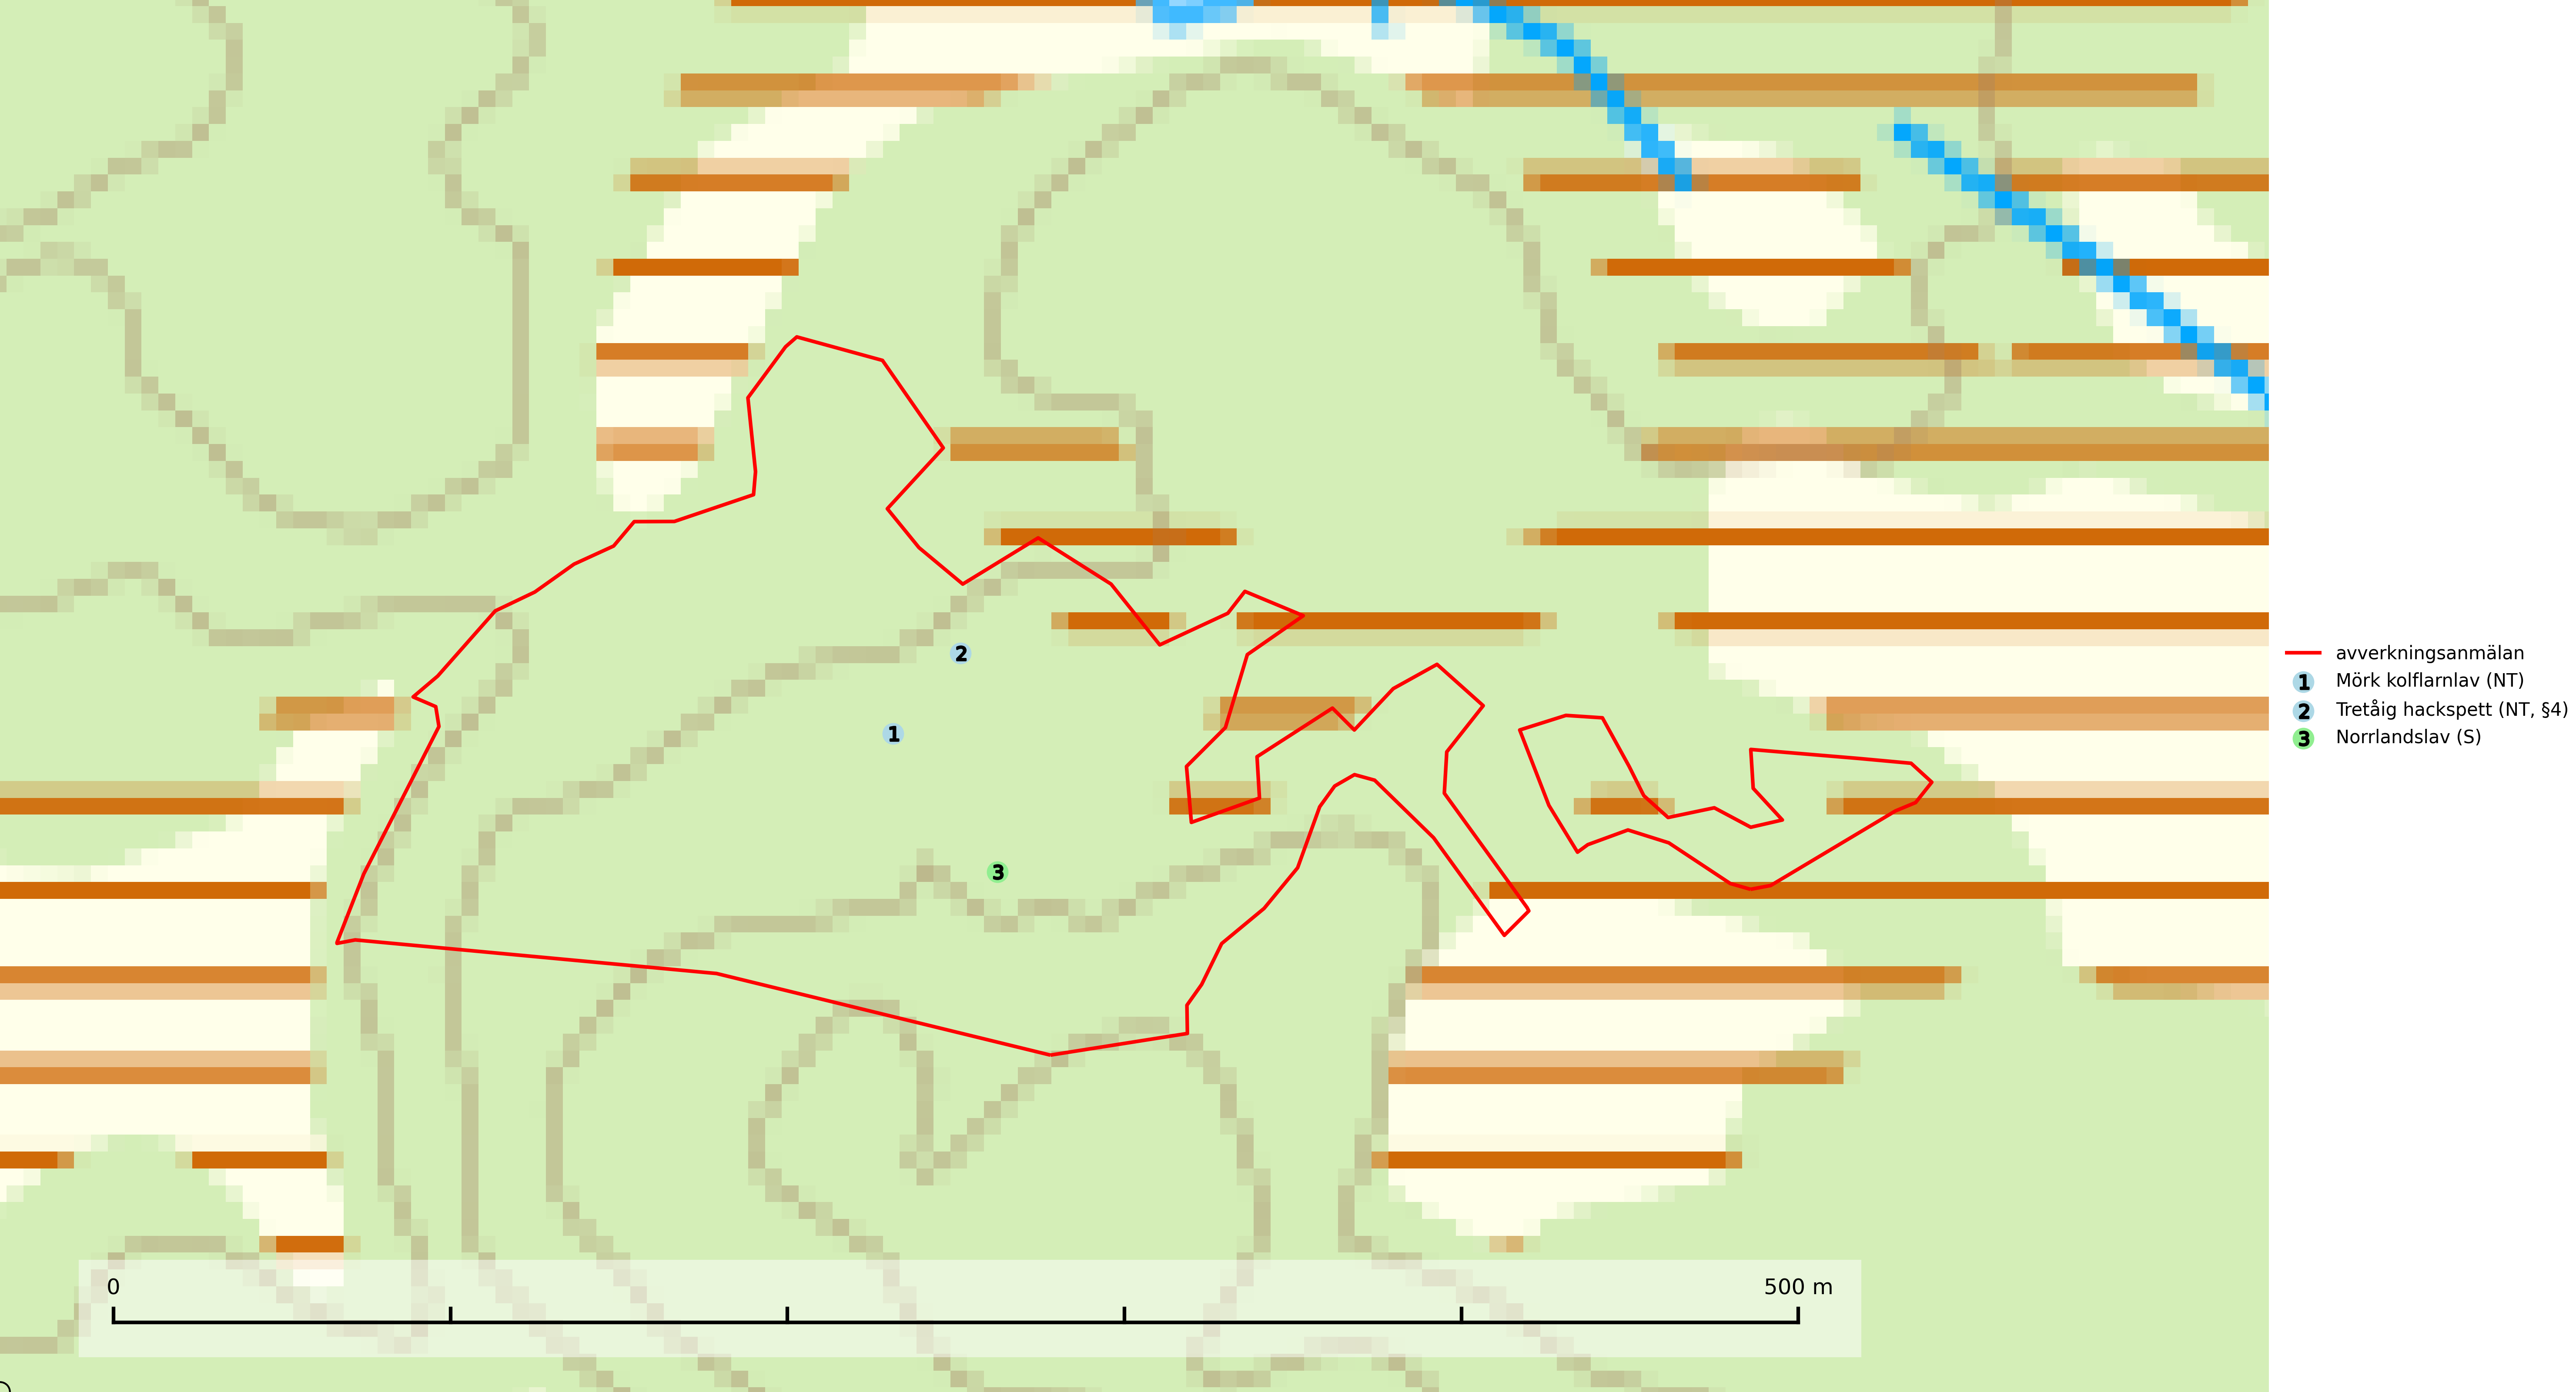 avverkningsanmälan
1 Mörk kolflarnlav (NT)
2 Tretåig hackspett (NT, §4)
3 Norrlandslav (S)
2
1
3
0 500 m